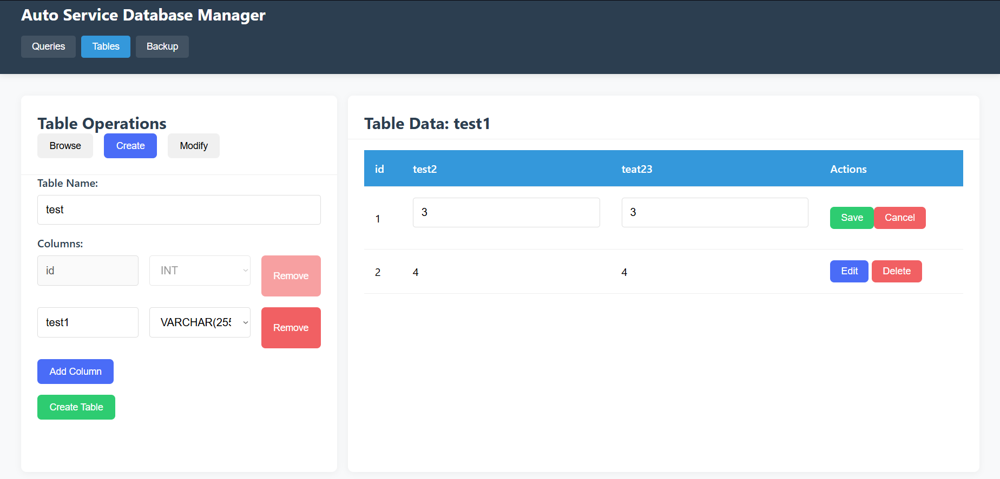 Auto Service Database Manager
Queries Tables Backup
Table Operations
Browse Create Modify
Table Name:
test
Columns:
id INT Remove
test1 VARCHAR(255 Remove
Add Column
Create Table
Table Data: test1
id test2 teat23 Actions
1 3 3 Save Cancel
2 4 4 Edit Delete